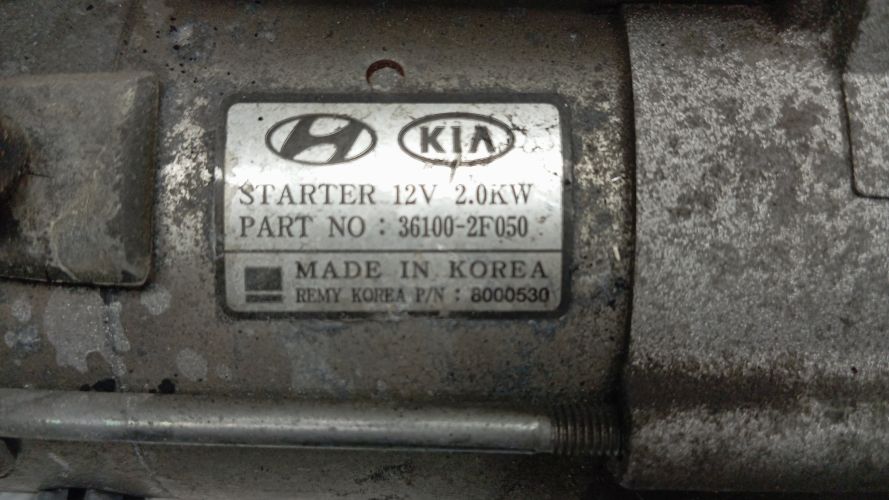 KIA
STARTER 12V 2.0KW
PART NO : 36100-2F050
MADE IN KOREA
REMY KOREA P/N : 8000530